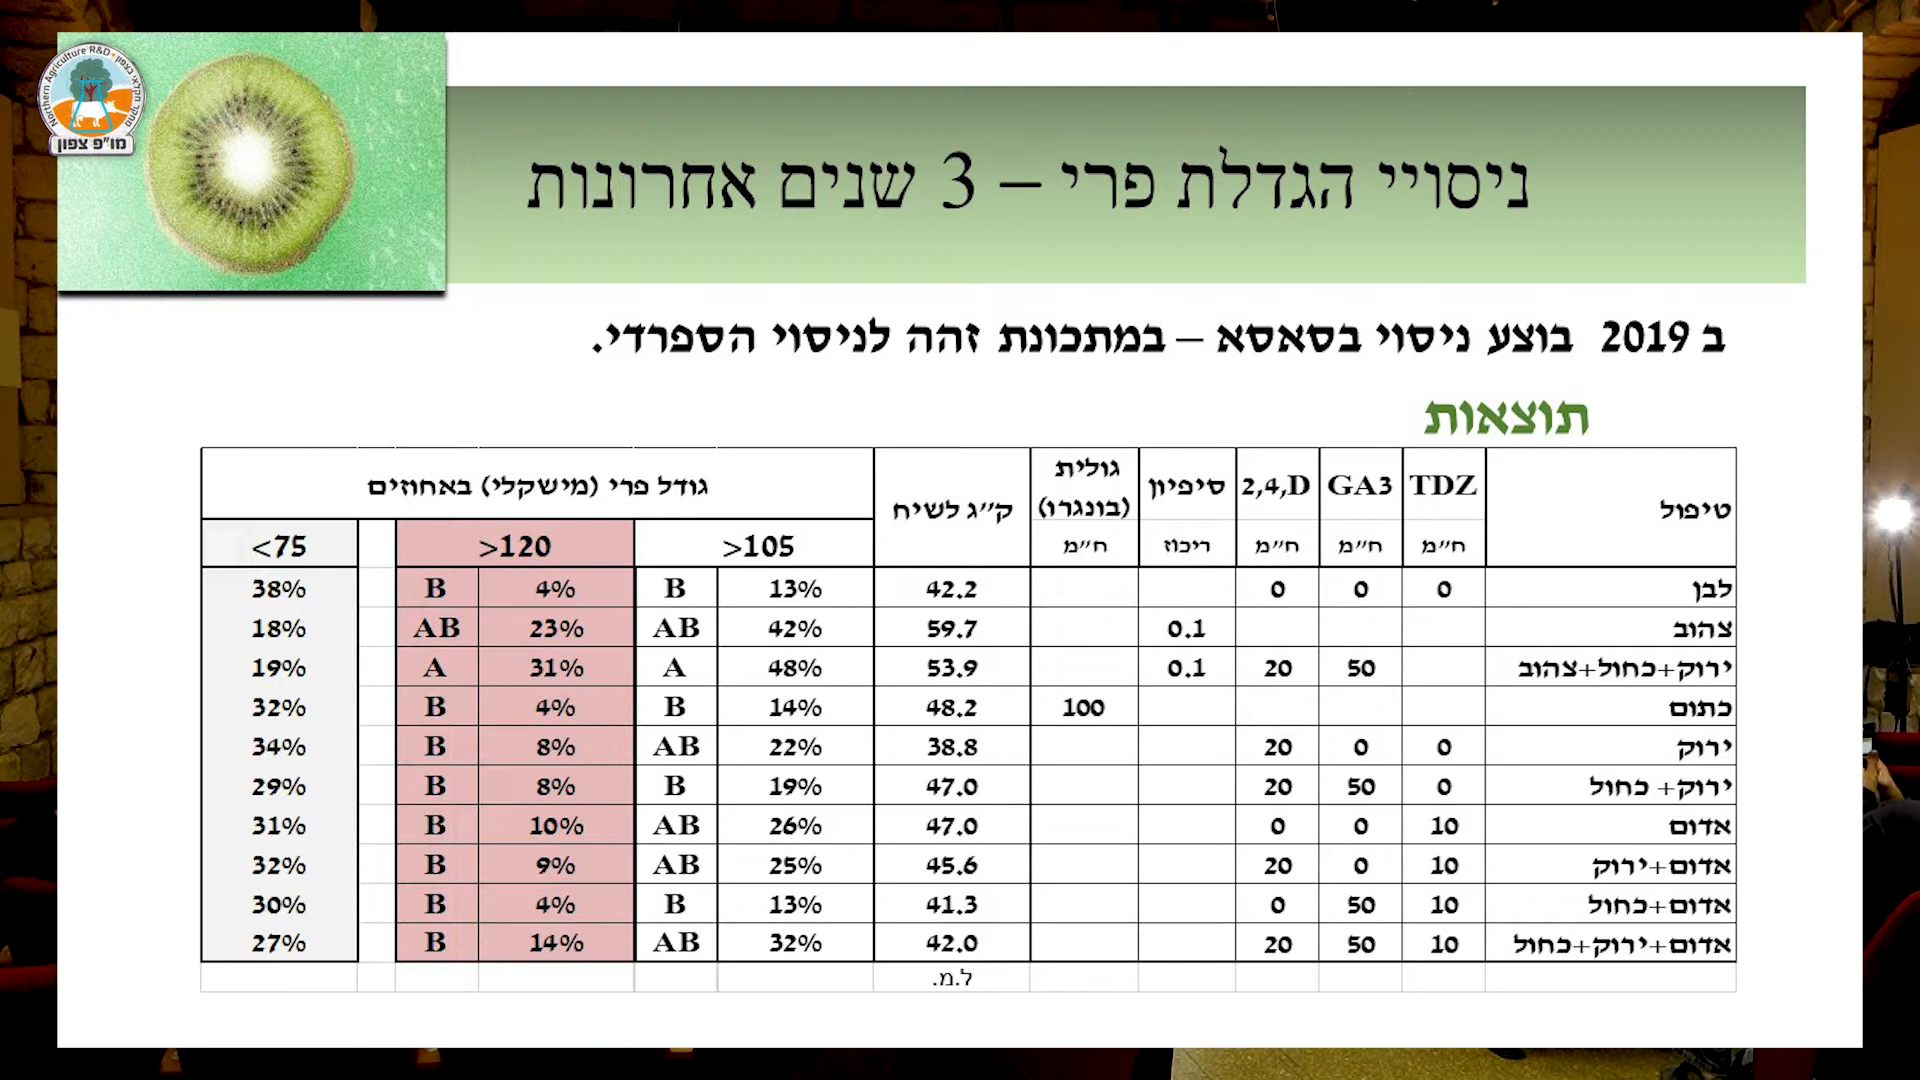 Northern Agriculture R&D • מחקר חקלאי בצפון
מו״פ צפון
ניסויי הגדלת פרי – 3 שנים אחרונות
ב 2019 בוצע ניסוי בסאסא – במתכונת זהה לניסוי הספרדי.
תוצאות
טיפול TDZ GA3 2,4,D סיפיון גולית (בונגרו) ק״ג לשיח גודל פרי (מישקלי) באחוזים
ח״מ ח״מ ח״מ ריכוז ח״מ >105 >120 <75
לבן 0 0 0 42.2 13% B 4% B 38%
צהוב 0.1 59.7 42% AB 23% AB 18%
ירוק+כחול+צהוב 50 20 0.1 53.9 48% A 31% A 19%
כתום 100 48.2 14% B 4% B 32%
ירוק 0 0 20 38.8 22% AB 8% B 34%
ירוק+ כחול 0 50 20 47.0 19% B 8% B 29%
אדום 10 0 0 47.0 26% AB 10% B 31%
אדום+ירוק 10 0 20 45.6 25% AB 9% B 32%
אדום+כחול 10 50 0 41.3 13% B 4% B 30%
אדום+ירוק+כחול 10 50 20 42.0 32% AB 14% B 27%
ל.מ.